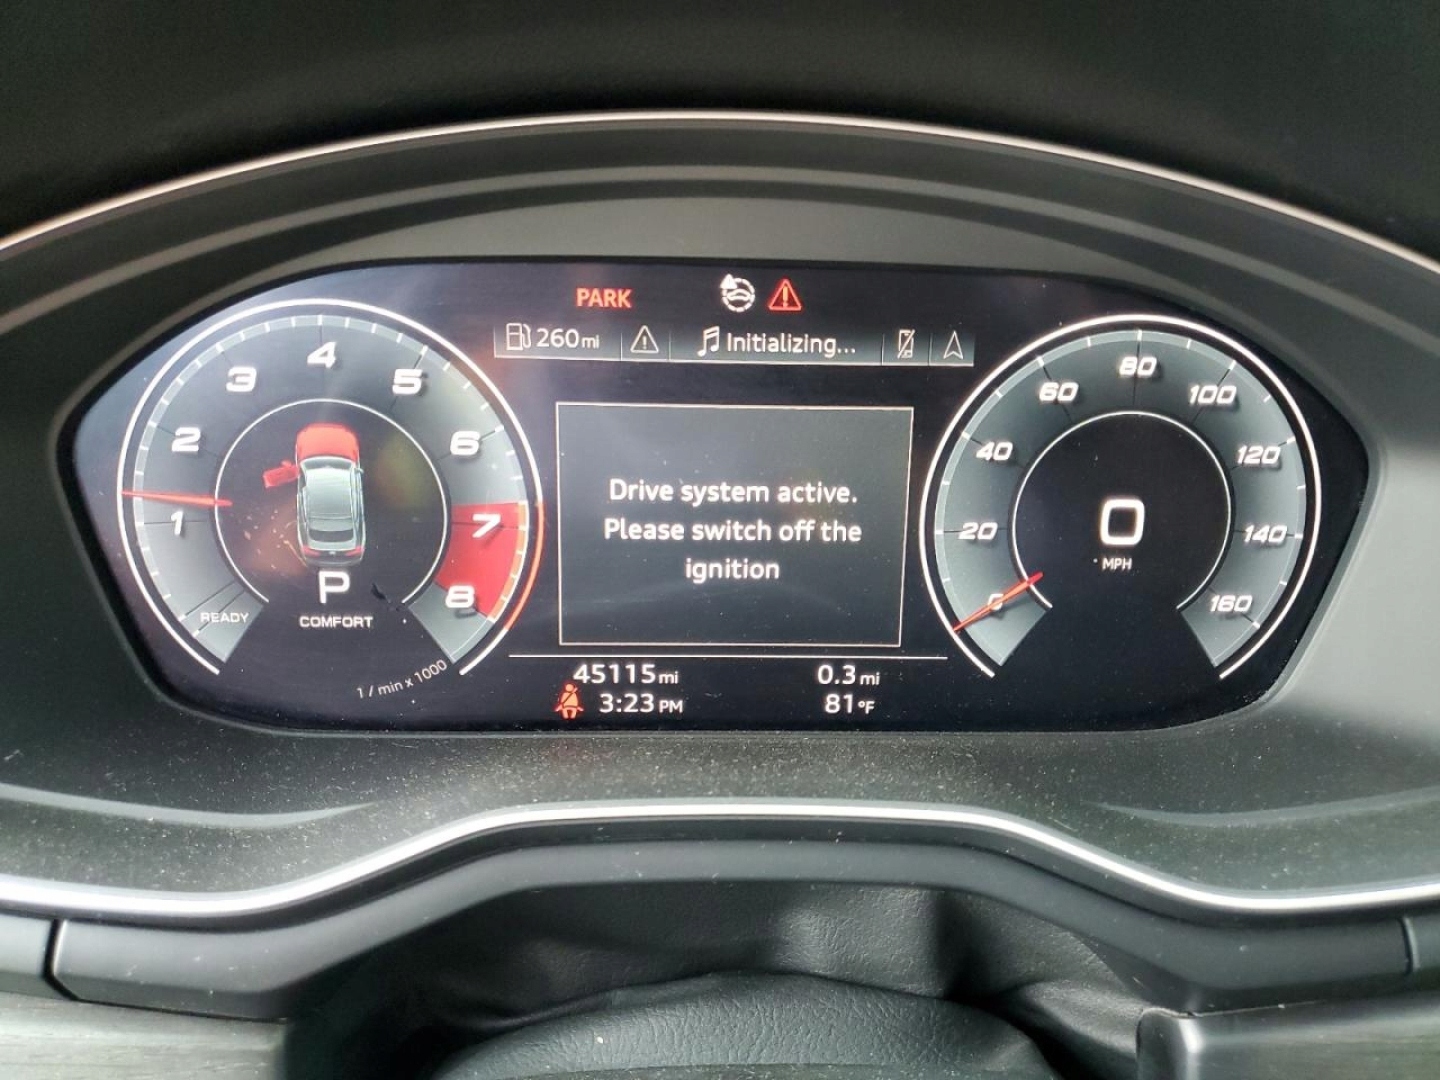 PARK
260mi
Initializing...
1
2
3
4
5
6
7
8
READY
P
COMFORT
1 / min x 1000
Drive system active.
Please switch off the
ignition
45115mi
0.3mi
3:23 PM
81°F
0
20
40
60
80
100
120
140
160
0
MPH